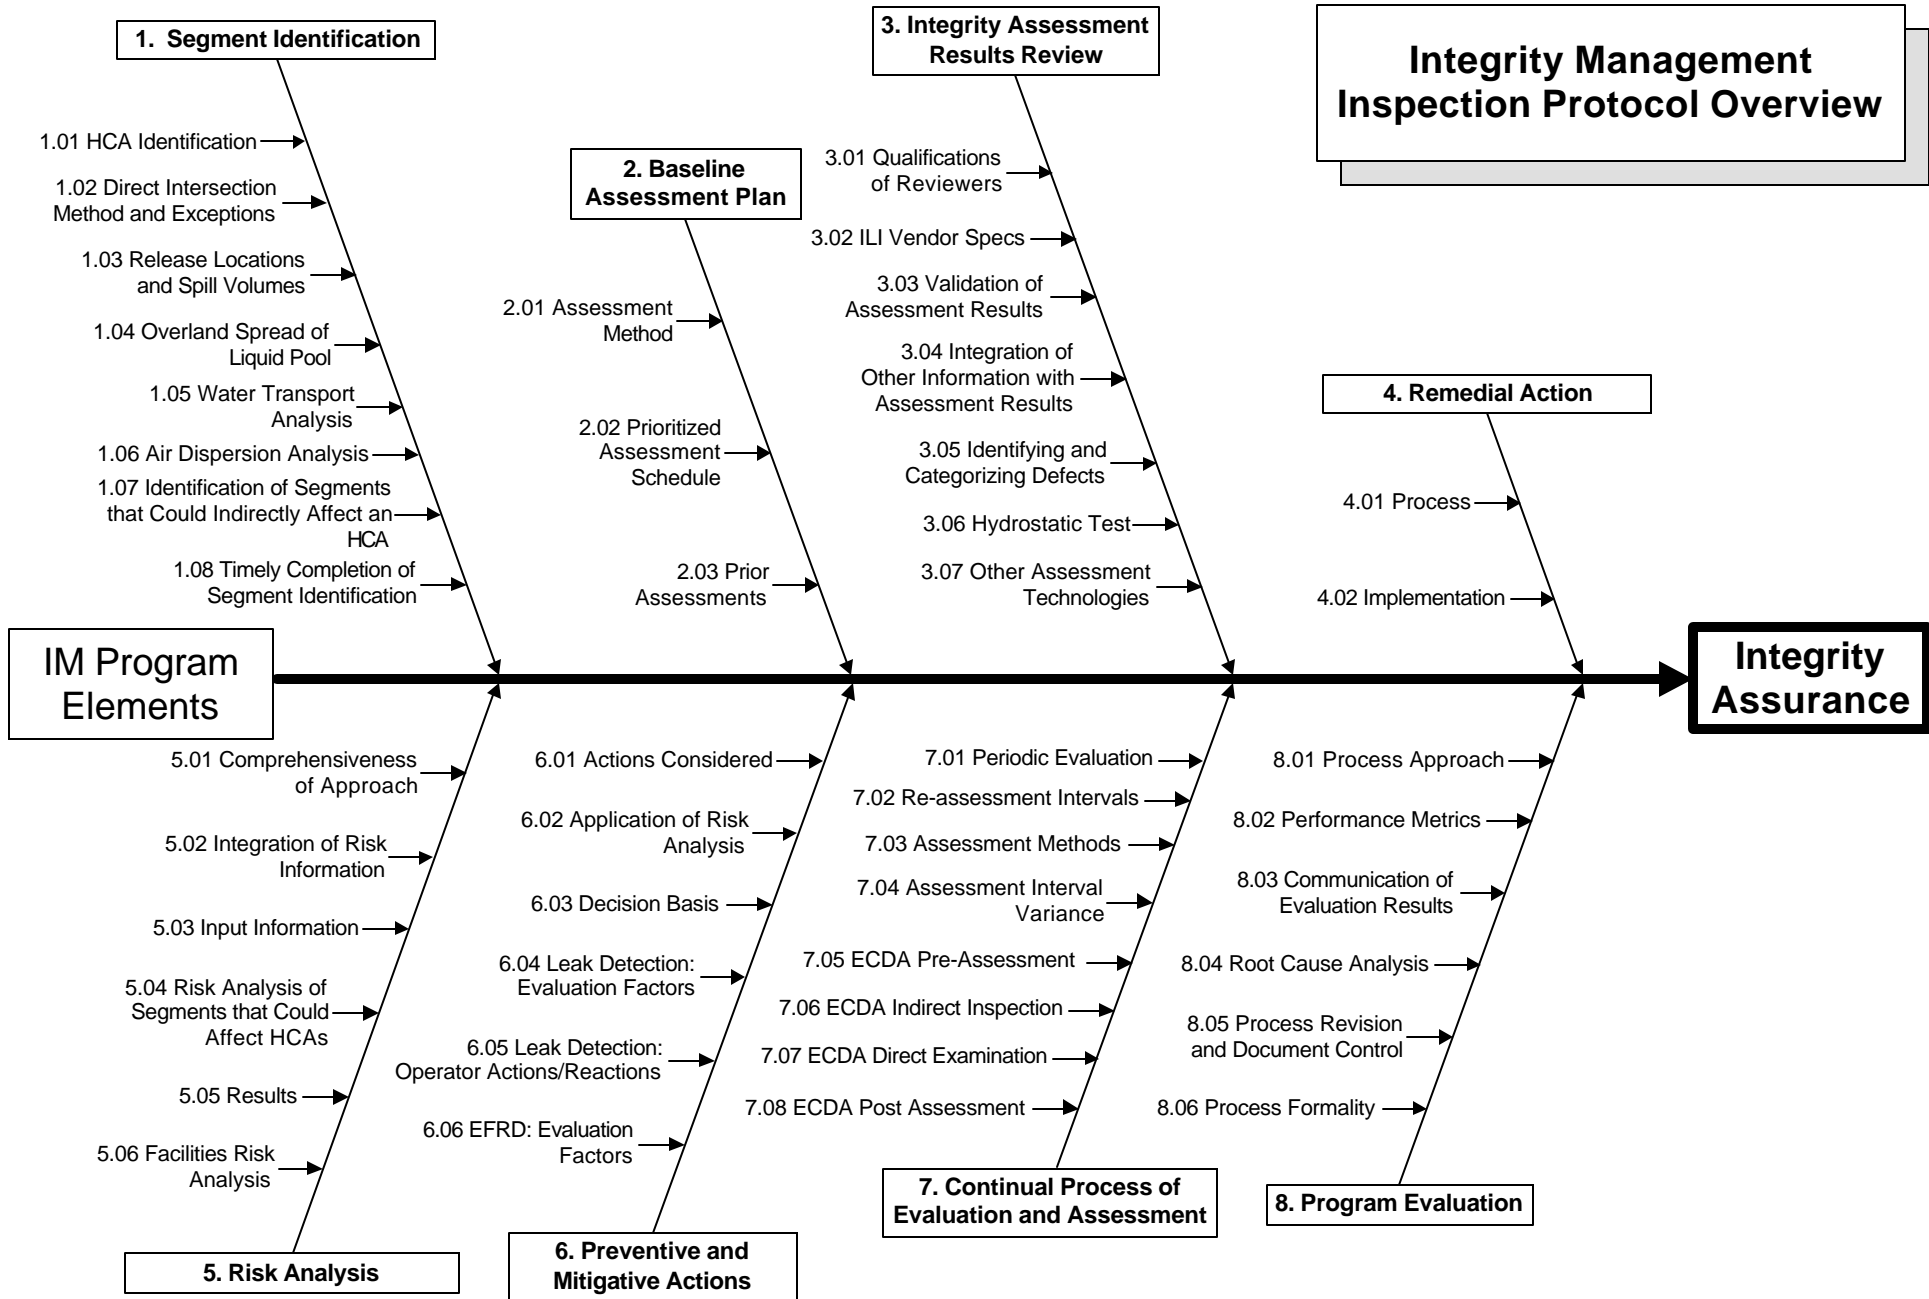 Integrity Management
Inspection Protocol Overview
1. Segment Identification
1.01 HCA Identification
1.02 Direct Intersection
Method and Exceptions
1.03 Release Locations
and Spill Volumes
1.04 Overland Spread of
Liquid Pool
1.05 Water Transport
Analysis
1.06 Air Dispersion Analysis
1.07 Identification of Segments
that Could Indirectly Affect an
HCA
1.08 Timely Completion of
Segment Identification
2. Baseline
Assessment Plan
2.01 Assessment
Method
2.02 Prioritized
Assessment
Schedule
2.03 Prior
Assessments
3. Integrity Assessment
Results Review
3.01 Qualifications
of Reviewers
3.02 ILI Vendor Specs
3.03 Validation of
Assessment Results
3.04 Integration of
Other Information with
Assessment Results
3.05 Identifying and
Categorizing Defects
3.06 Hydrostatic Test
3.07 Other Assessment
Technologies
4. Remedial Action
4.01 Process
4.02 Implementation
IM Program
Elements
Integrity
Assurance
5.01 Comprehensiveness
of Approach
5.02 Integration of Risk
Information
5.03 Input Information
5.04 Risk Analysis of
Segments that Could
Affect HCAs
5.05 Results
5.06 Facilities Risk
Analysis
5. Risk Analysis
6.01 Actions Considered
6.02 Application of Risk
Analysis
6.03 Decision Basis
6.04 Leak Detection:
Evaluation Factors
6.05 Leak Detection:
Operator Actions/Reactions
6.06 EFRD: Evaluation
Factors
6. Preventive and
Mitigative Actions
7.01 Periodic Evaluation
7.02 Re-assessment Intervals
7.03 Assessment Methods
7.04 Assessment Interval
Variance
7.05 ECDA Pre-Assessment
7.06 ECDA Indirect Inspection
7.07 ECDA Direct Examination
7.08 ECDA Post Assessment
7. Continual Process of
Evaluation and Assessment
8.01 Process Approach
8.02 Performance Metrics
8.03 Communication of
Evaluation Results
8.04 Root Cause Analysis
8.05 Process Revision
and Document Control
8.06 Process Formality
8. Program Evaluation